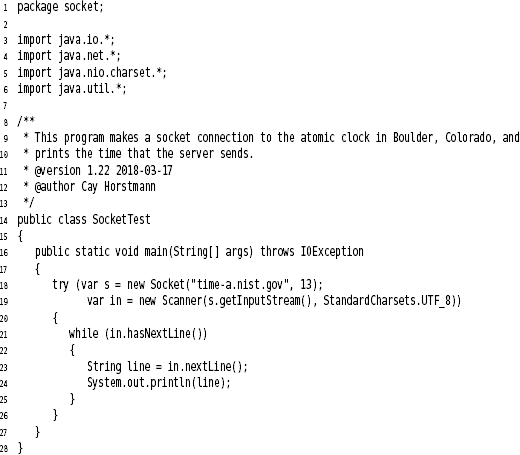 1 package socket;
2
3 import java.io.*;
4 import java.net.*;
5 import java.nio.charset.*;
6 import java.util.*;
7
8 /**
9  * This program makes a socket connection to the atomic clock in Boulder, Colorado, and
10  * prints the time that the server sends.
11  * @version 1.22 2018-03-17
12  * @author Cay Horstmann
13  */
14 public class SocketTest
15 {
16    public static void main(String[] args) throws IOException
17    {
18       try (var s = new Socket("time-a.nist.gov", 13);
19             var in = new Scanner(s.getInputStream(), StandardCharsets.UTF_8))
20       {
21          while (in.hasNextLine())
22          {
23             String line = in.nextLine();
24             System.out.println(line);
25          }
26       }
27    }
28 }